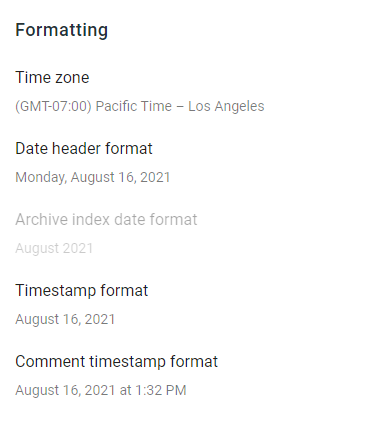 Formatting
Time zone
(GMT-07:00) Pacific Time – Los Angeles
Date header format
Monday, August 16, 2021
Archive index date format
August 2021
Timestamp format
August 16, 2021
Comment timestamp format
August 16, 2021 at 1:32 PM